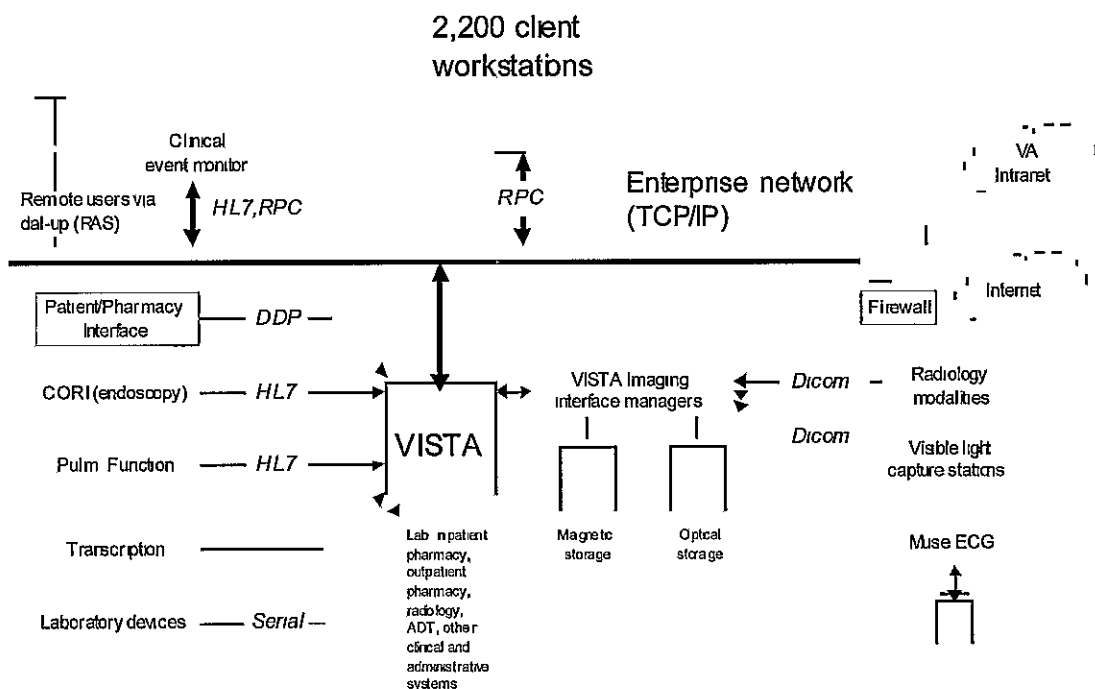 2,200 client
workstations
Clinical
event monitor
VA
Intranet
Remote users via
dal-up (RAS)
HL7,RPC
RPC
Enterprise network
(TCP/IP)
Patient/Pharmacy
Interface
DDP
Firewall
Internet
CORI (endoscopy)
HL7
VISTA
VISTA Imaging
interface managers
Dicom
Radiology
modalities
Pulm Function
HL7
Dicom
Visible light
capture stations
Transcription
Lab inpatient
pharmacy,
outpatient
pharmacy,
radiology,
ADT, other
clinical and
administrative
systems
Magnetic
storage
Optical
storage
Muse ECG
Laboratory devices
Serial